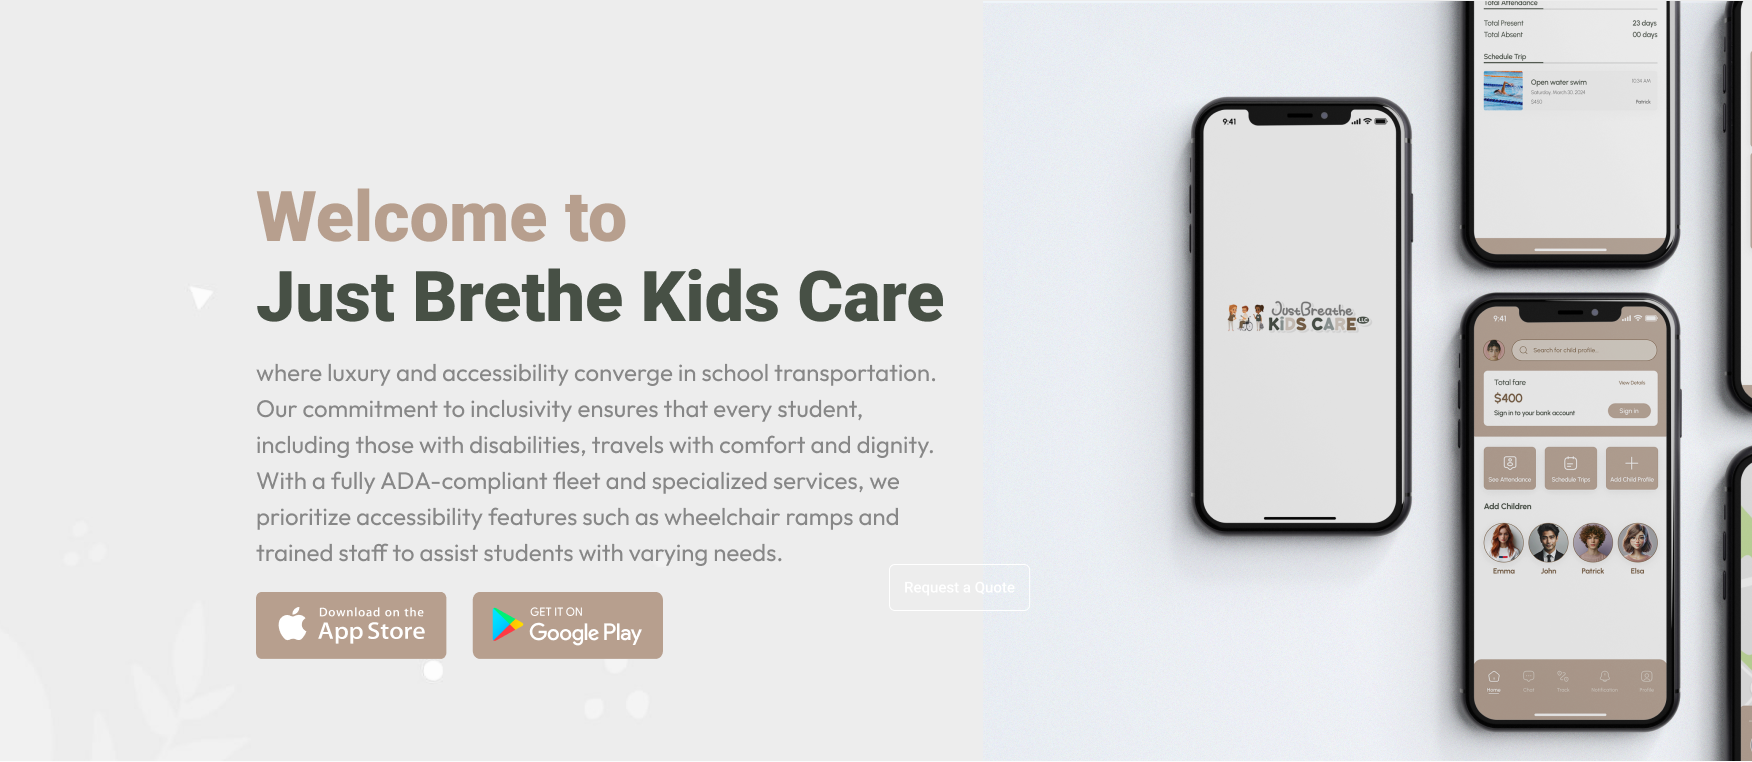 Welcome to
Just Brethe Kids Care
where luxury and accessibility converge in school transportation.
Our commitment to inclusivity ensures that every student,
including those with disabilities, travels with comfort and dignity.
With a fully ADA-compliant fleet and specialized services, we
prioritize accessibility features such as wheelchair ramps and
trained staff to assist students with varying needs.
Download on the
App Store
GET IT ON
Google Play
Request a Quote
9:41
JustBreathe
KiDS CARE LLC
Total Attendance
Total Present 23 days
Total Absent 00 days
Schedule Trip
Open water swim 10:24 AM
Saturday, March 30 2024
$400 Patrick
9:41
Search for child profile..
Total fare View Details
$400
Sign in to your bank account Sign in
See Attendance Schedule Trips Add Child Profile
Add Children
Emma John Patrick Elsa
Home Chat Track Notification Profile